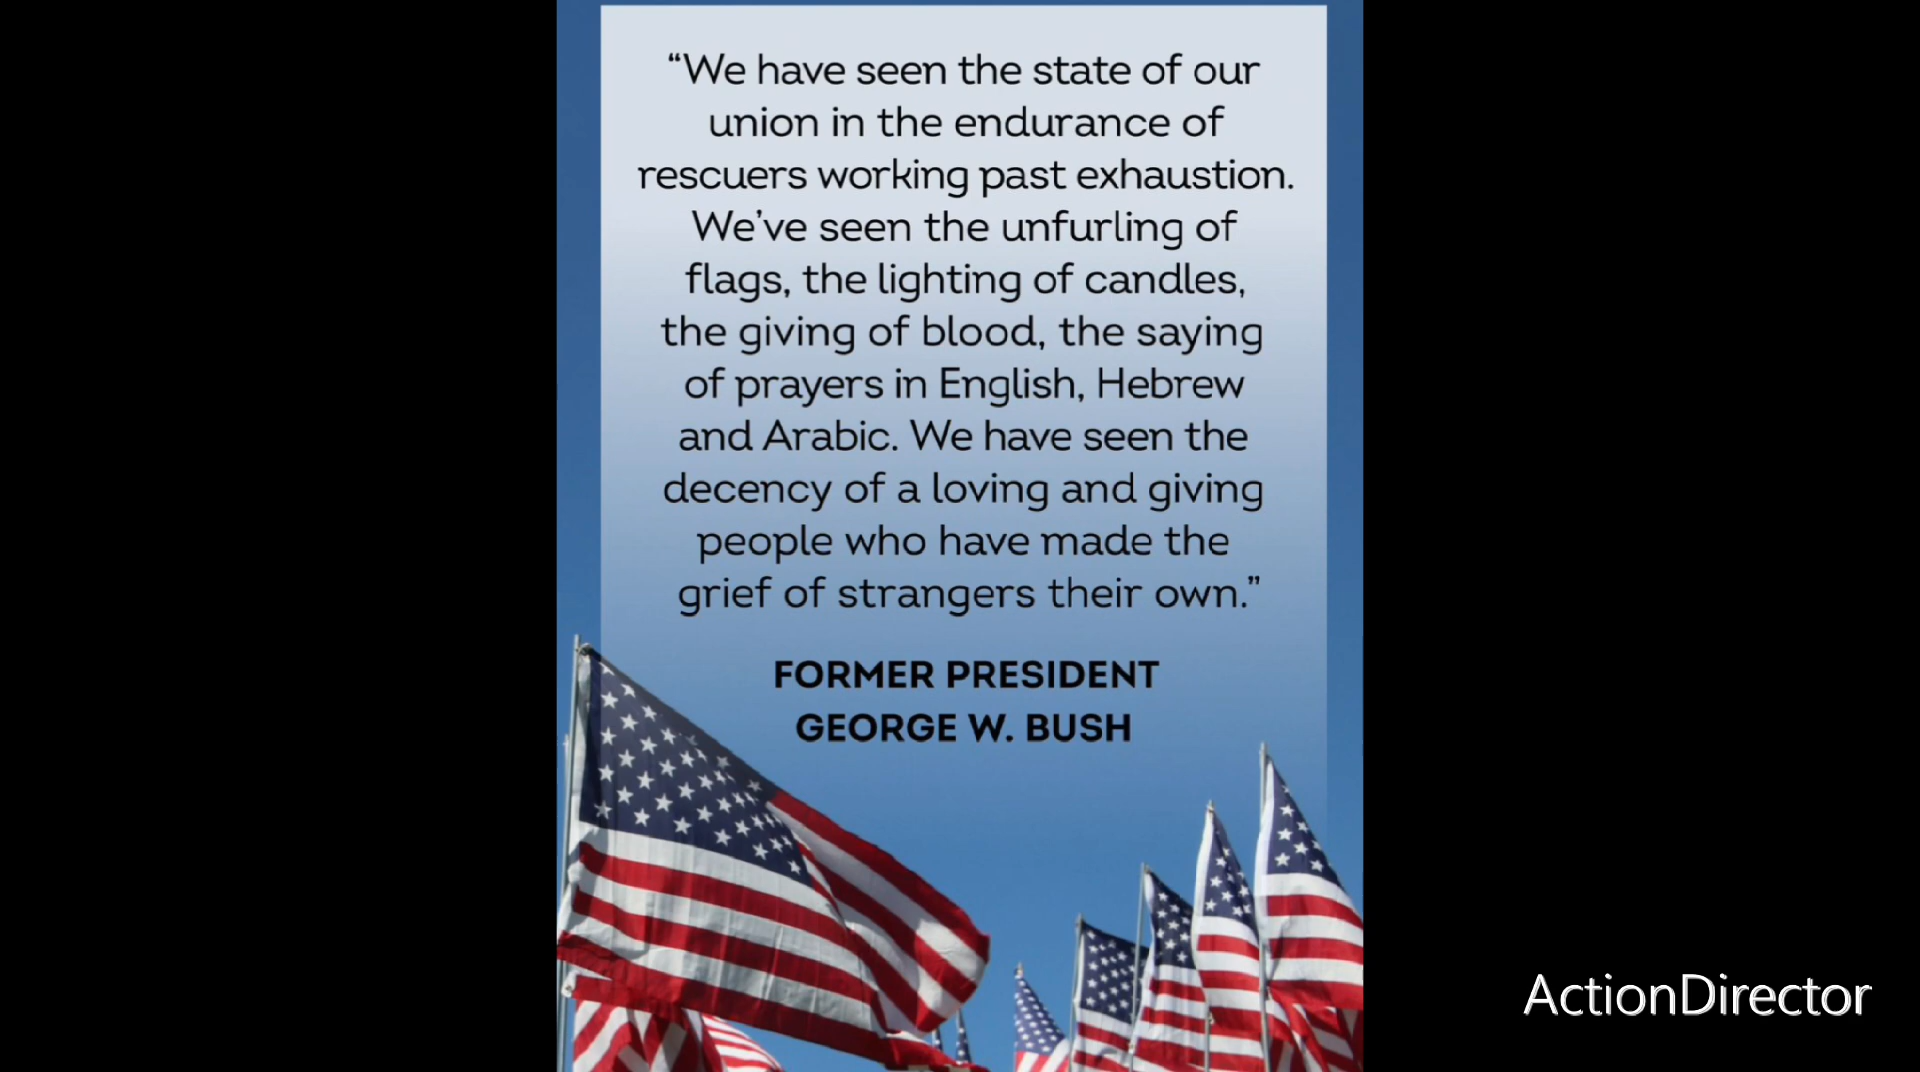 “We have seen the state of our
union in the endurance of
rescuers working past exhaustion.
We’ve seen the unfurling of
flags, the lighting of candles,
the giving of blood, the saying
of prayers in English, Hebrew
and Arabic. We have seen the
decency of a loving and giving
people who have made the
grief of strangers their own.”
FORMER PRESIDENT
GEORGE W. BUSH
ActionDirector